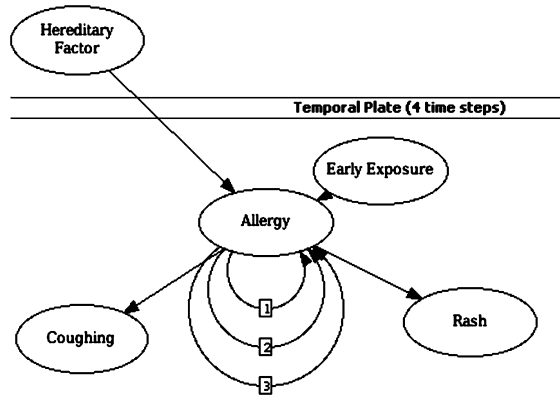 Hereditary
Factor
Temporal Plate (4 time steps)
Early Exposure
Allergy
Coughing
Rash
1
2
3